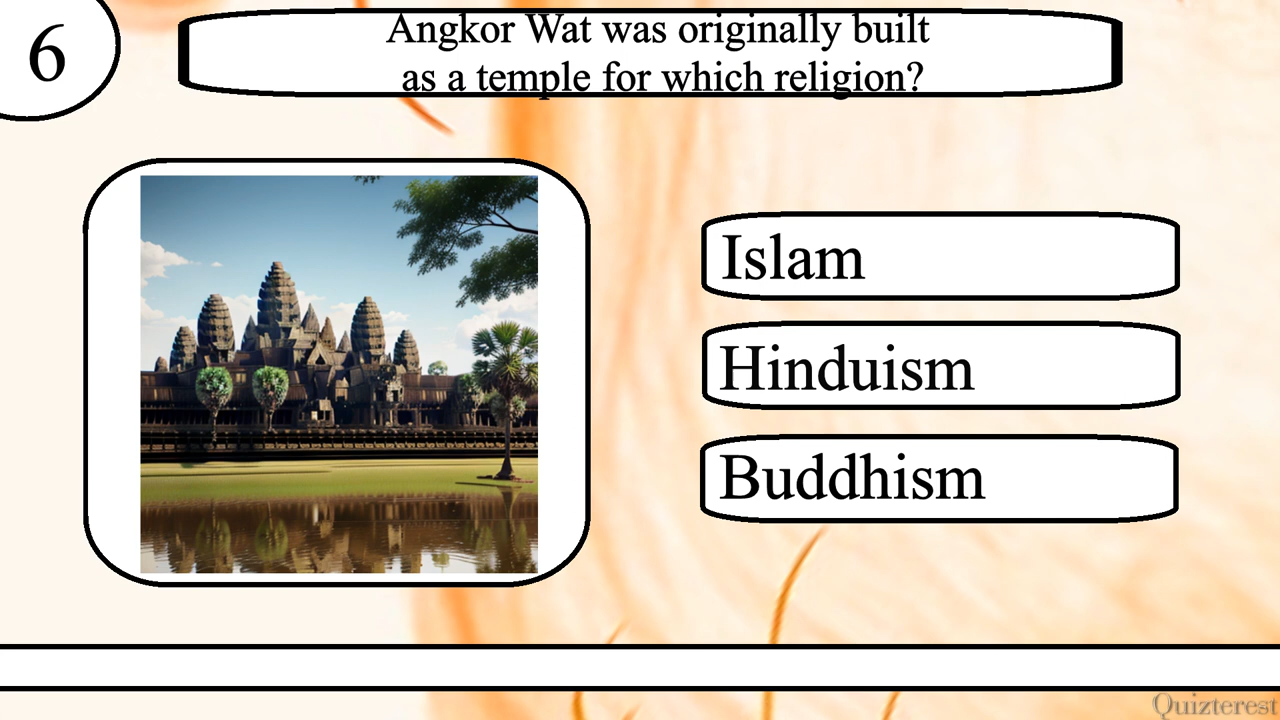 6
Angkor Wat was originally built
as a temple for which religion?
Islam
Hinduism
Buddhism
Quizterest